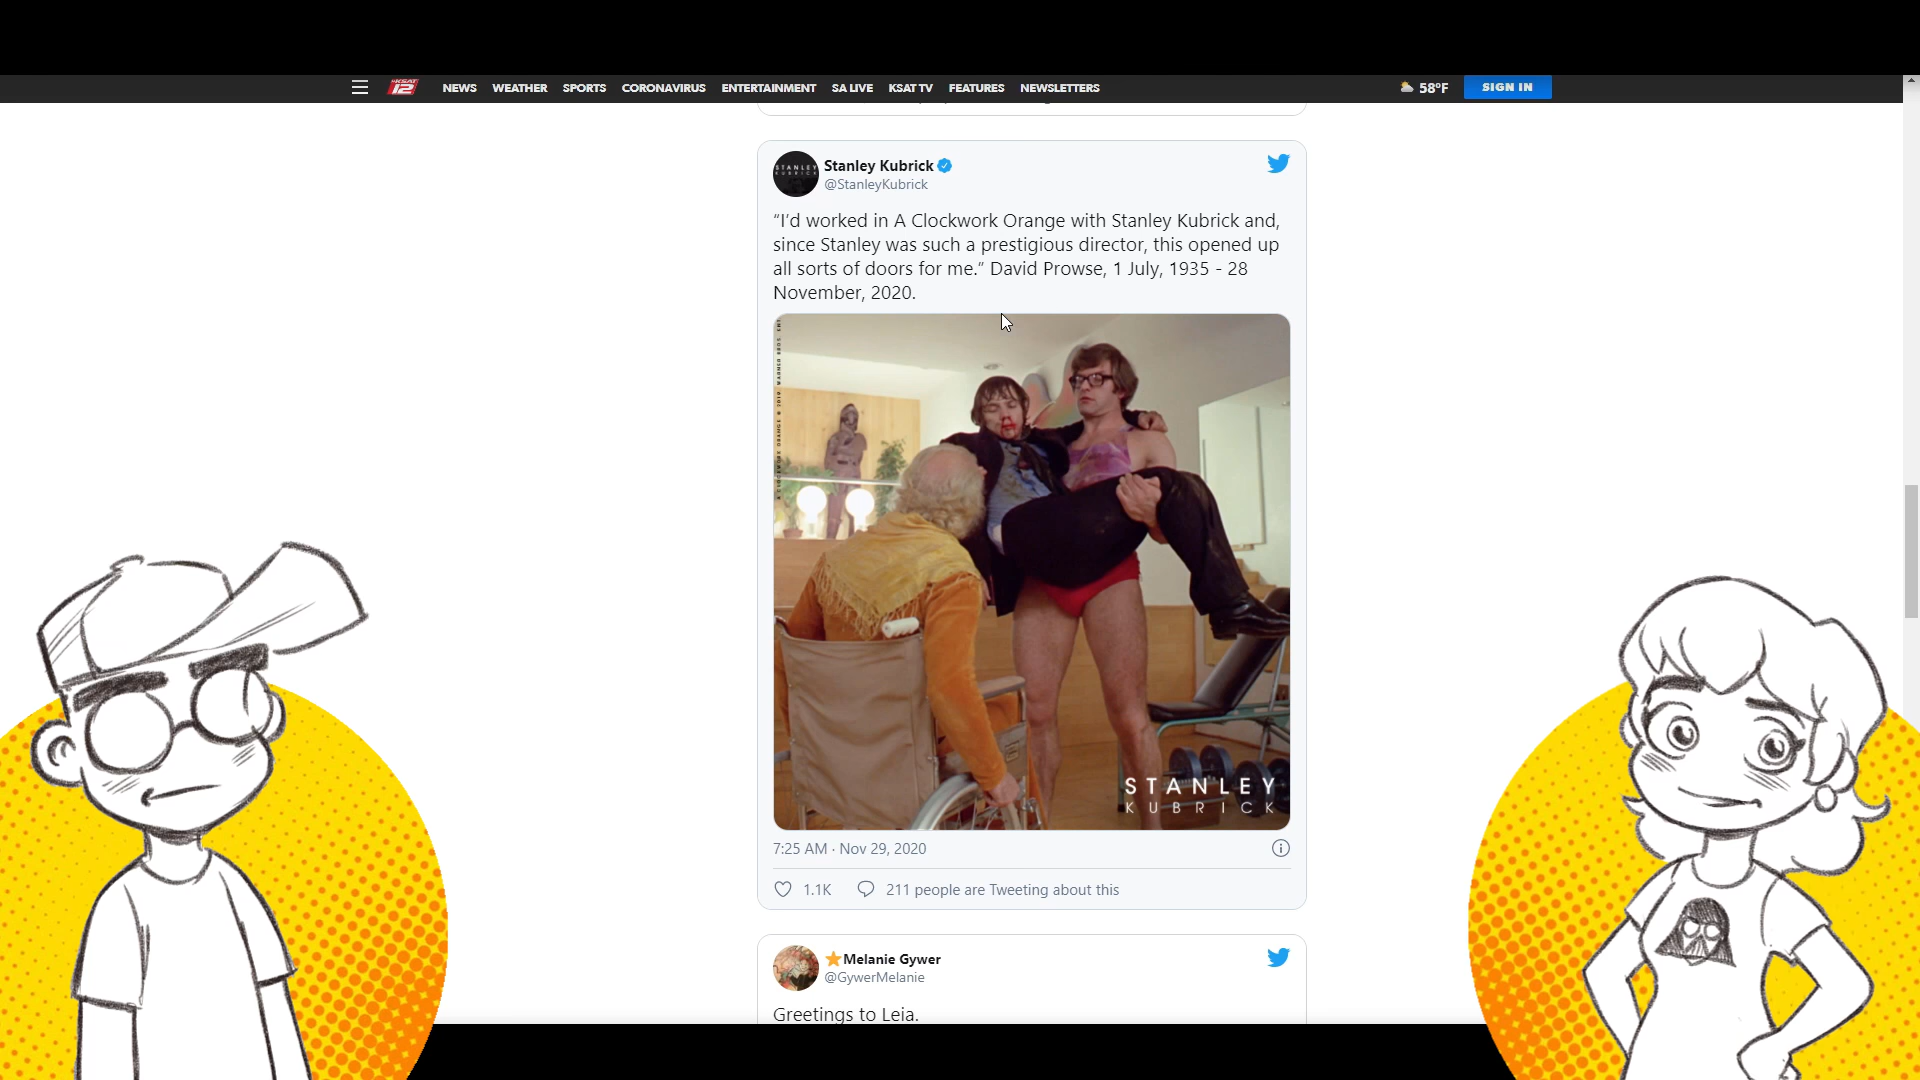 KSAT 12 NEWS WEATHER SPORTS CORONAVIRUS ENTERTAINMENT SA LIVE KSAT TV FEATURES NEWSLETTERS 58°F SIGN IN
Stanley Kubrick
@StanleyKubrick
“I’d worked in A Clockwork Orange with Stanley Kubrick and,
since Stanley was such a prestigious director, this opened up
all sorts of doors for me.” David Prowse, 1 July, 1935 - 28
November, 2020.
STANLEY
KUBRICK
7:25 AM · Nov 29, 2020
1.1K 211 people are Tweeting about this
Melanie Gywer
@GywerMelanie
Greetings to Leia.